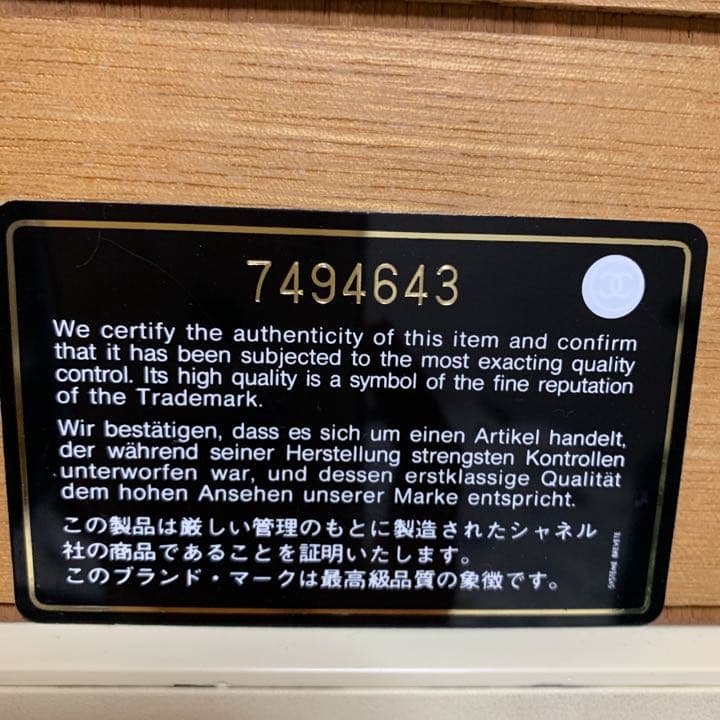 7494643
We certify the authenticity of this item and confirm
that it has been subjected to the most exacting quality
control. Its high quality is a symbol of the fine reputation
of the Trademark.
Wir bestätigen, dass es sich um einen Artikel handelt,
der während seiner Herstellung strengsten Kontrollen
unterworfen war, und dessen erstklassige Qualität
dem hohen Ansehen unserer Marke entspricht.
この製品は厳しい管理のもとに製造されたシャネル
社の商品であることを証明いたします。
このブランド・マークは最高級品質の象徴です。
SYSTEME BREVETE